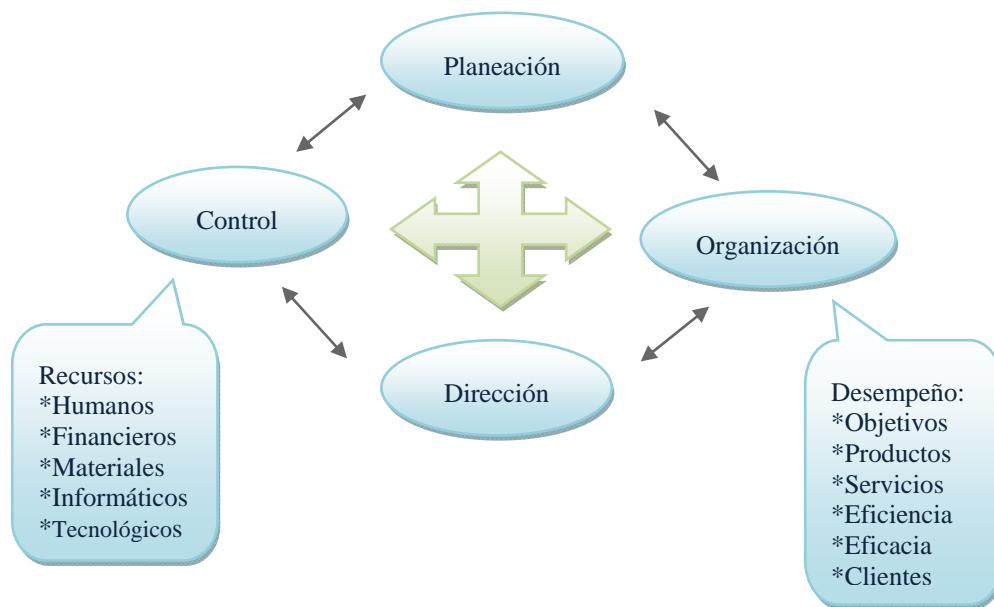 Planeación
Control
Organización
Dirección
Recursos:
*Humanos
*Financieros
*Materiales
*Informáticos
*Tecnológicos
Desempeño:
*Objetivos
*Productos
*Servicios
*Eficiencia
*Eficacia
*Clientes